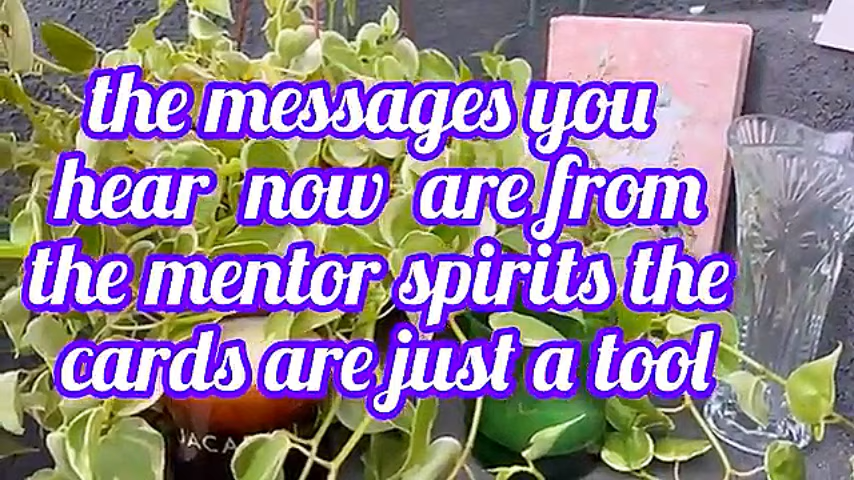 the messages you
hear now are from
the mentor spirits the
cards are just a tool